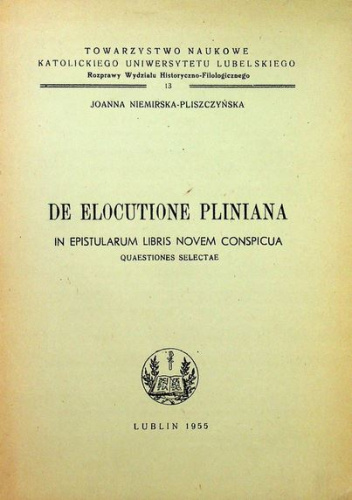 TOWARZYSTWO NAUKOWE
KATOLICKIEGO UNIWERSYTETU LUBELSKIEGO
Rozprawy Wydziału Historyczno-Filologicznego
13
JOANNA NIEMIRSKA-PLISZCZYŃSKA
DE ELOCUTIONE PLINIANA
IN EPISTULARUM LIBRIS NOVEM CONSPICUA
QUAESTIONES SELECTAE
LUBLIN 1955